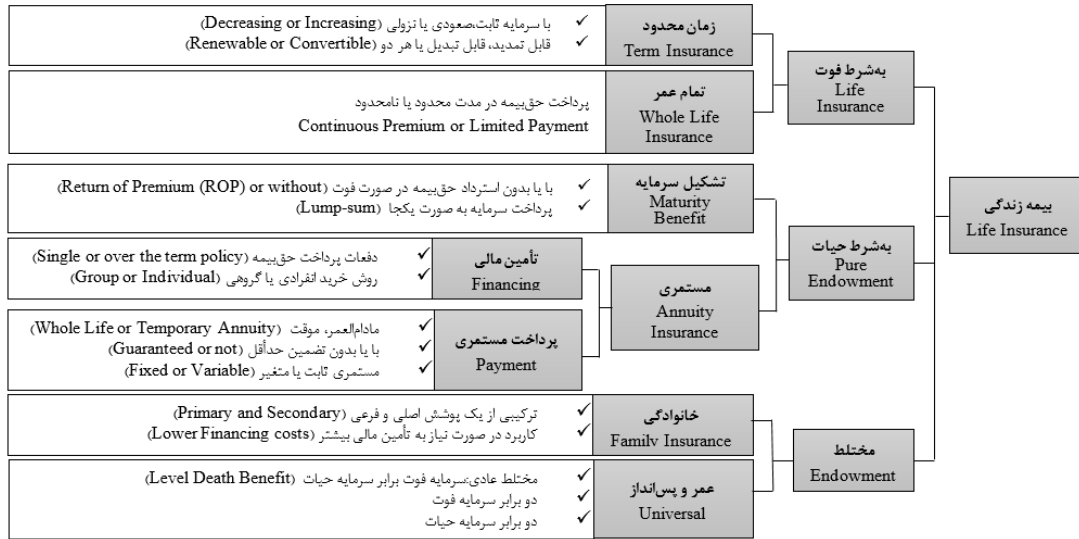 بیمه زندگی
Life Insurance
به‌شرط فوت
Life
Insurance
زمان محدود
Term Insurance
با سرمایه ثابت،صعودی یا نزولی (Decreasing or Increasing)
قابل تمدید، قابل تبدیل یا هر دو (Renewable or Convertible)
تمام عمر
Whole Life
Insurance
پرداخت حق‌بیمه در مدت محدود یا نامحدود
Continuous Premium or Limited Payment
به‌شرط حیات
Pure
Endowment
تشکیل سرمایه
Maturity
Benefit
با یا بدون استرداد حق‌بیمه در صورت فوت (Return of Premium (ROP) or without)
پرداخت سرمایه به صورت یکجا (Lump-sum)
مستمری
Annuity
Insurance
تأمین مالی
Financing
دفعات پرداخت حق‌بیمه (Single or over the term policy)
روش خرید انفرادی یا گروهی (Group or Individual)
پرداخت مستمری
Payment
مادام‌العمر، موقت (Whole Life or Temporary Annuity)
با یا بدون تضمین حداقل (Guaranteed or not)
مستمری ثابت یا متغیر (Fixed or Variable)
مختلط
Endowment
خانوادگی
Family Insurance
ترکیبی از یک پوشش اصلی و فرعی (Primary and Secondary)
کاربرد در صورت نیاز به تأمین مالی بیشتر (Lower Financing costs)
عمر و پس‌انداز
Universal
مختلط عادی:سرمایه فوت برابر سرمایه حیات (Level Death Benefit)
دو برابر سرمایه فوت
دو برابر سرمایه حیات